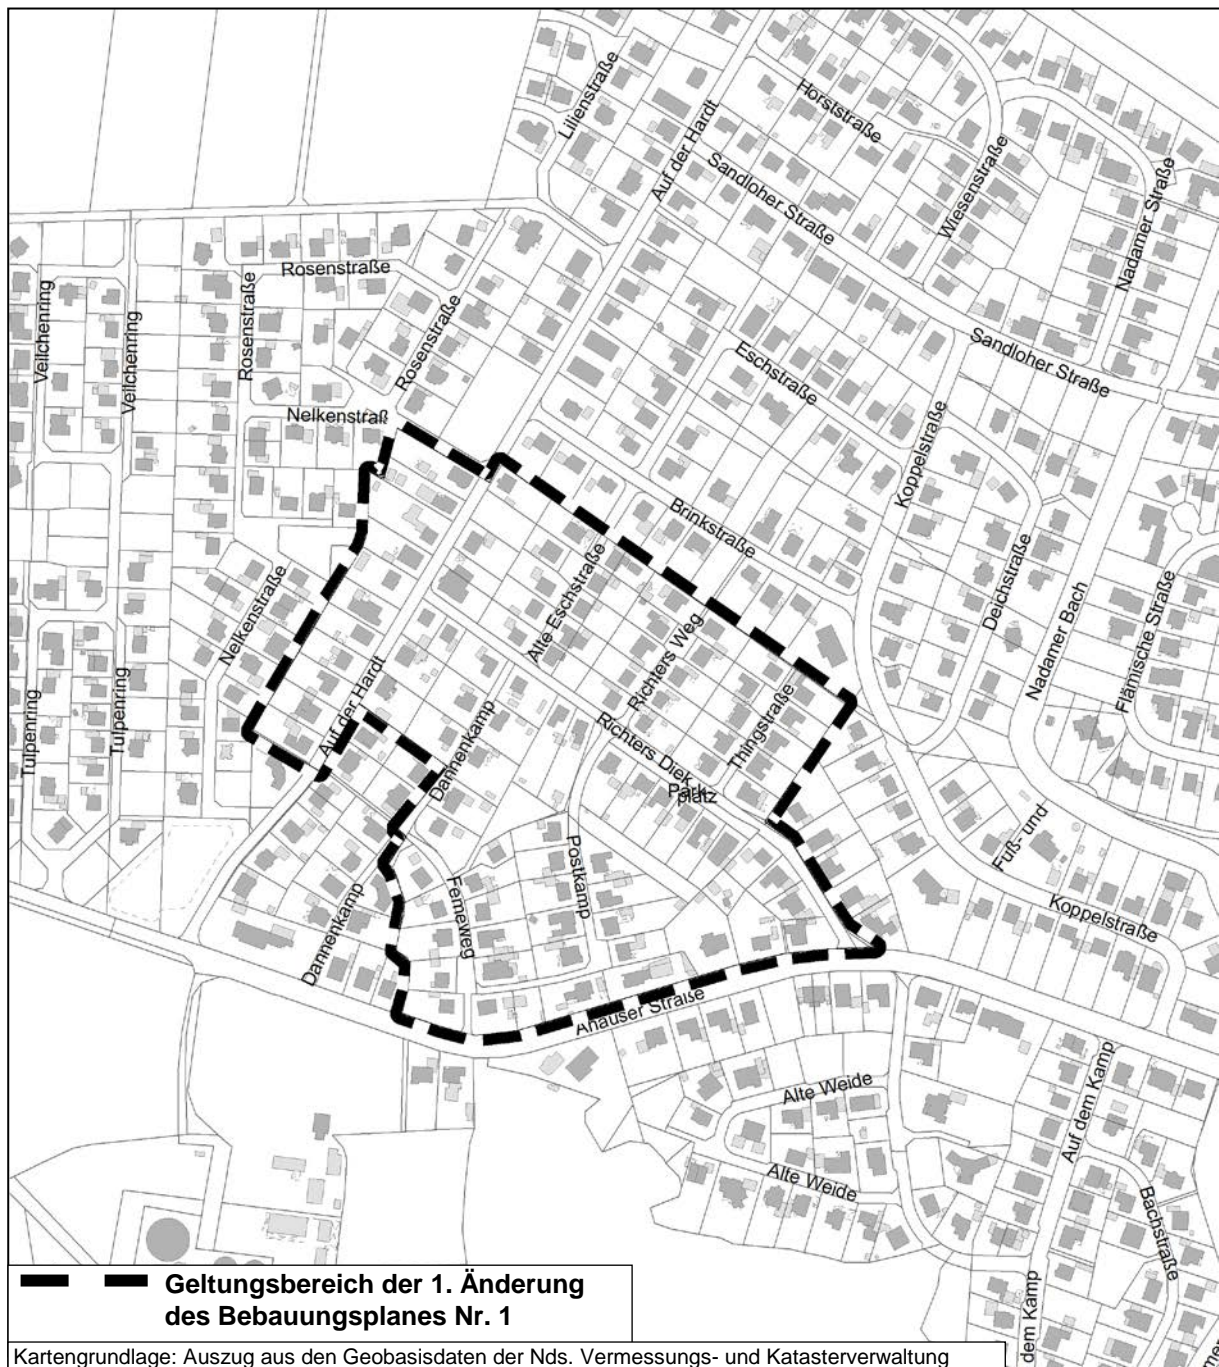 Lilienstraße
Auf der Hardt
Horststraße
Sandloher Straße
Wiesenstraße
Nadamer Straße
Rosenstraße
Rosenstraße
Rosenstraße
Veilchenring
Veilchenring
Nelkenstraß
Eschstraße
Sandloher Straße
Koppelstraße
Brinkstraße
Deichstraße
Nadamer Bach
Flämische Straße
Nelkenstraße
Alte Eschstraße
Richters Weg
Tulpenring
Tulpenring
Auf der Hardt
Dannenkamp
Richters Diek
Thingstraße
Park-
platz
Postkamp
Fuß- und
Koppelstraße
Dannenkamp
Femeweg
Ahauser Straße
Alte Weide
Alte Weide
Auf dem Kamp
Bachstraße
dem Kamp
Geltungsbereich der 1. Änderung
des Bebauungsplanes Nr. 1
Kartengrundlage: Auszug aus den Geobasisdaten der Nds. Vermessungs- und Katasterverwaltung